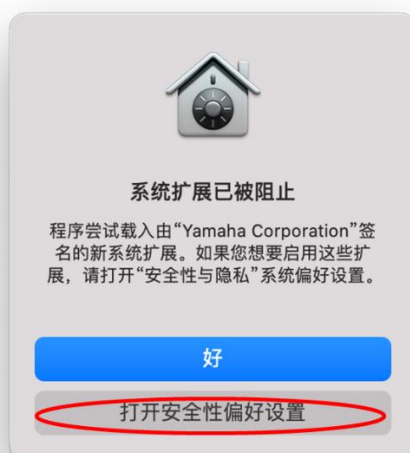 系统扩展已被阻止
程序尝试载入由“Yamaha Corporation”签
名的新系统扩展。如果您想要启用这些扩
展，请打开“安全性与隐私”系统偏好设置。
好
打开安全性偏好设置